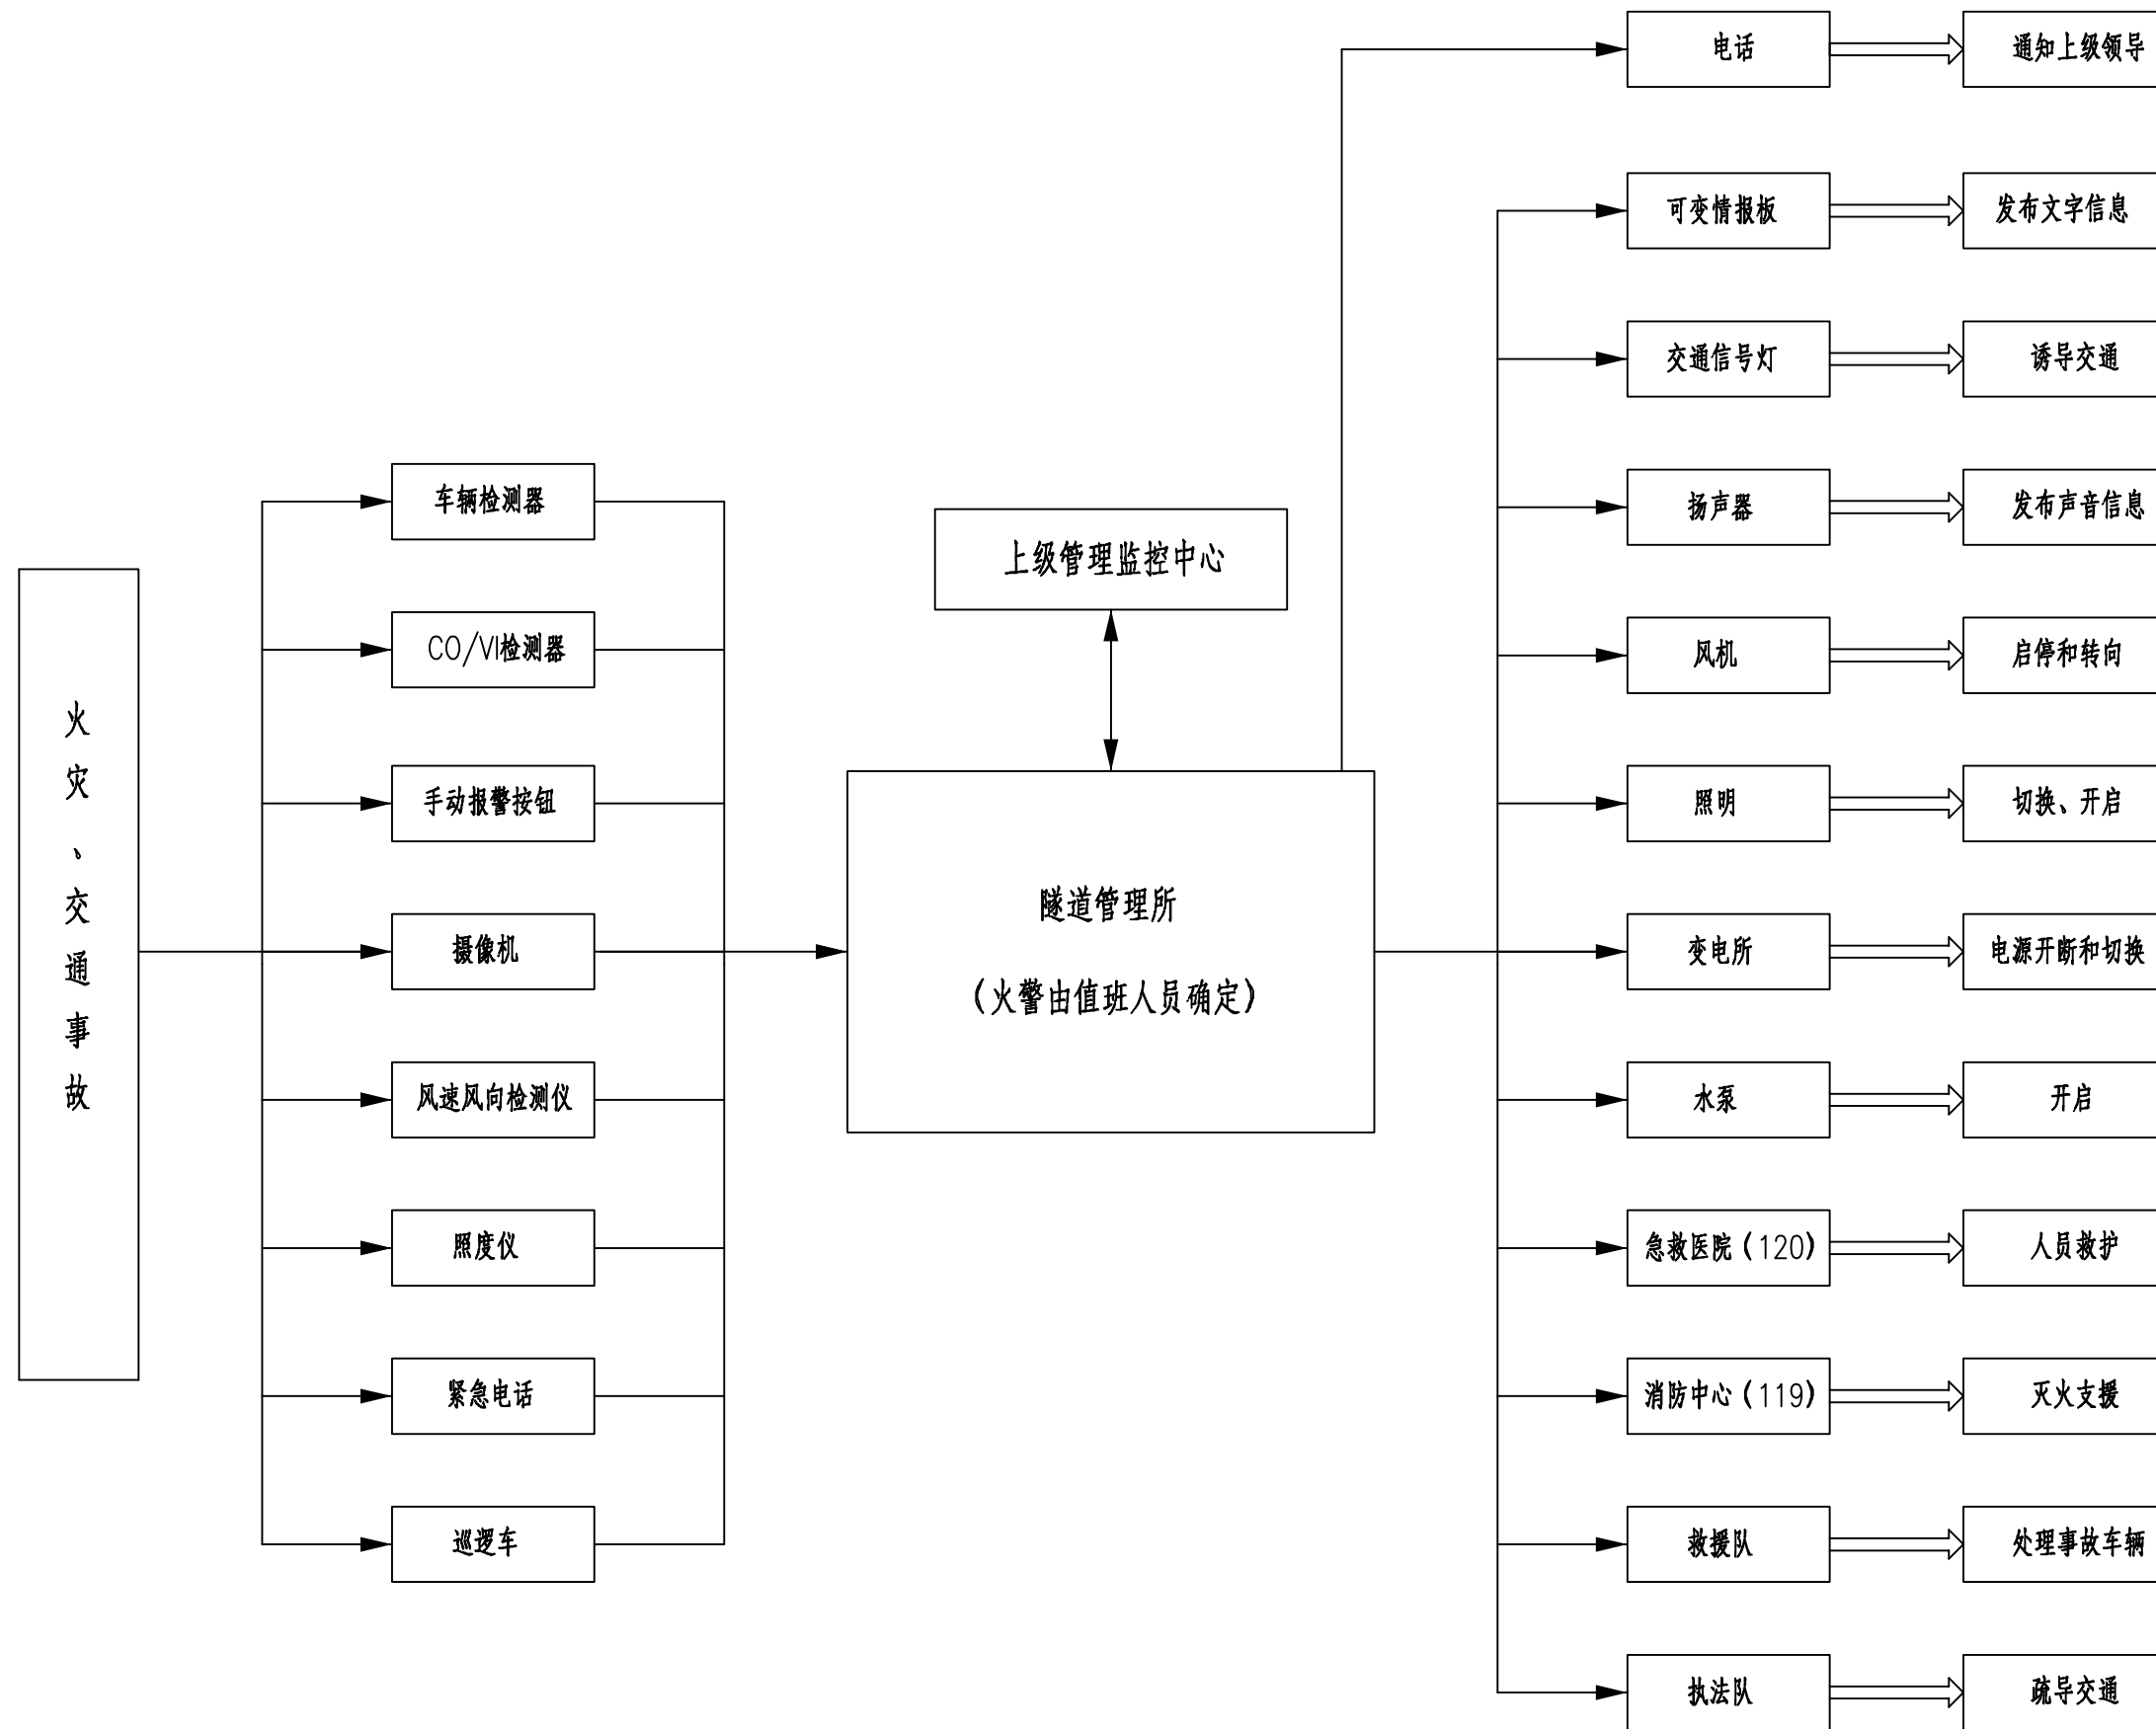 火灾、交通事故
车辆检测器
CO/VI检测器
手动报警按钮
摄像机
风速风向检测仪
照度仪
紧急电话
巡逻车
上级管理监控中心
隧道管理所
（火警由值班人员确定）
电话
通知上级领导
可变情报板
发布文字信息
交通信号灯
诱导交通
扬声器
发布声音信息
风机
启停和转向
照明
切换、开启
变电所
电源开断和切换
水泵
开启
急救医院（120）
人员救护
消防中心（119）
灭火支援
救援队
处理事故车辆
执法队
疏导交通